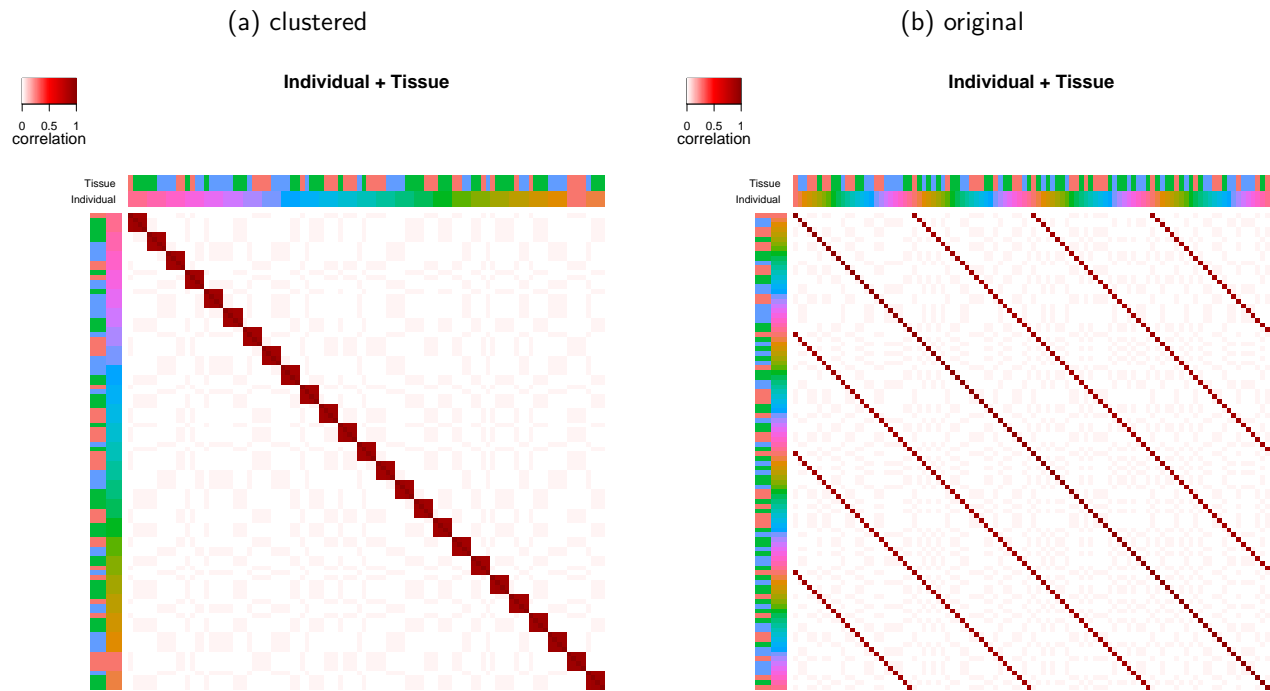 (a) clustered
Individual + Tissue
0 0.5 1
correlation
Tissue
Individual
(b) original
Individual + Tissue
0 0.5 1
correlation
Tissue
Individual